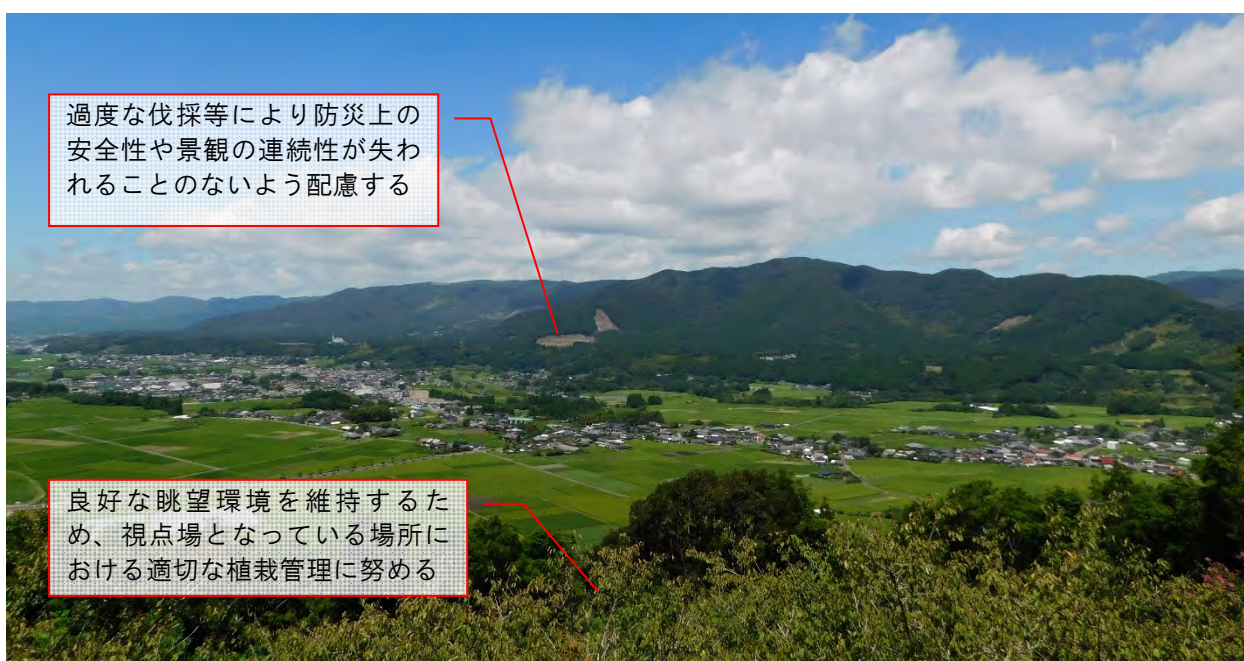 過度な伐採等により防災上の
安全性や景観の連続性が失わ
れることのないよう配慮する
良好な眺望環境を維持するた
め、視点場となっている場所に
おける適切な植栽管理に努める